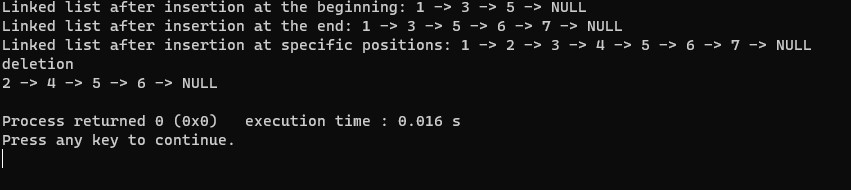 Linked list after insertion at the beginning: 1 -> 3 -> 5 -> NULL
Linked list after insertion at the end: 1 -> 3 -> 5 -> 6 -> 7 -> NULL
Linked list after insertion at specific positions: 1 -> 2 -> 3 -> 4 -> 5 -> 6 -> 7 -> NULL
deletion
2 -> 4 -> 5 -> 6 -> NULL
Process returned 0 (0x0)   execution time : 0.016 s
Press any key to continue.